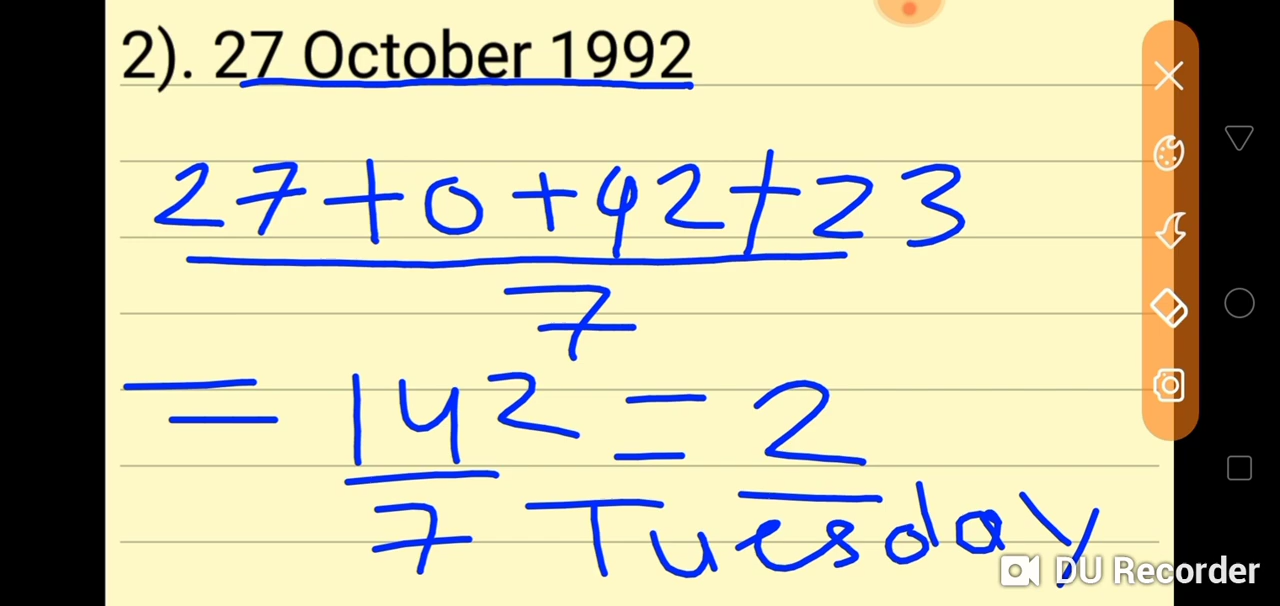 2). 27 October 1992
27+0+92+23
7
= 142 = 2
7 Tuesday
DU Recorder